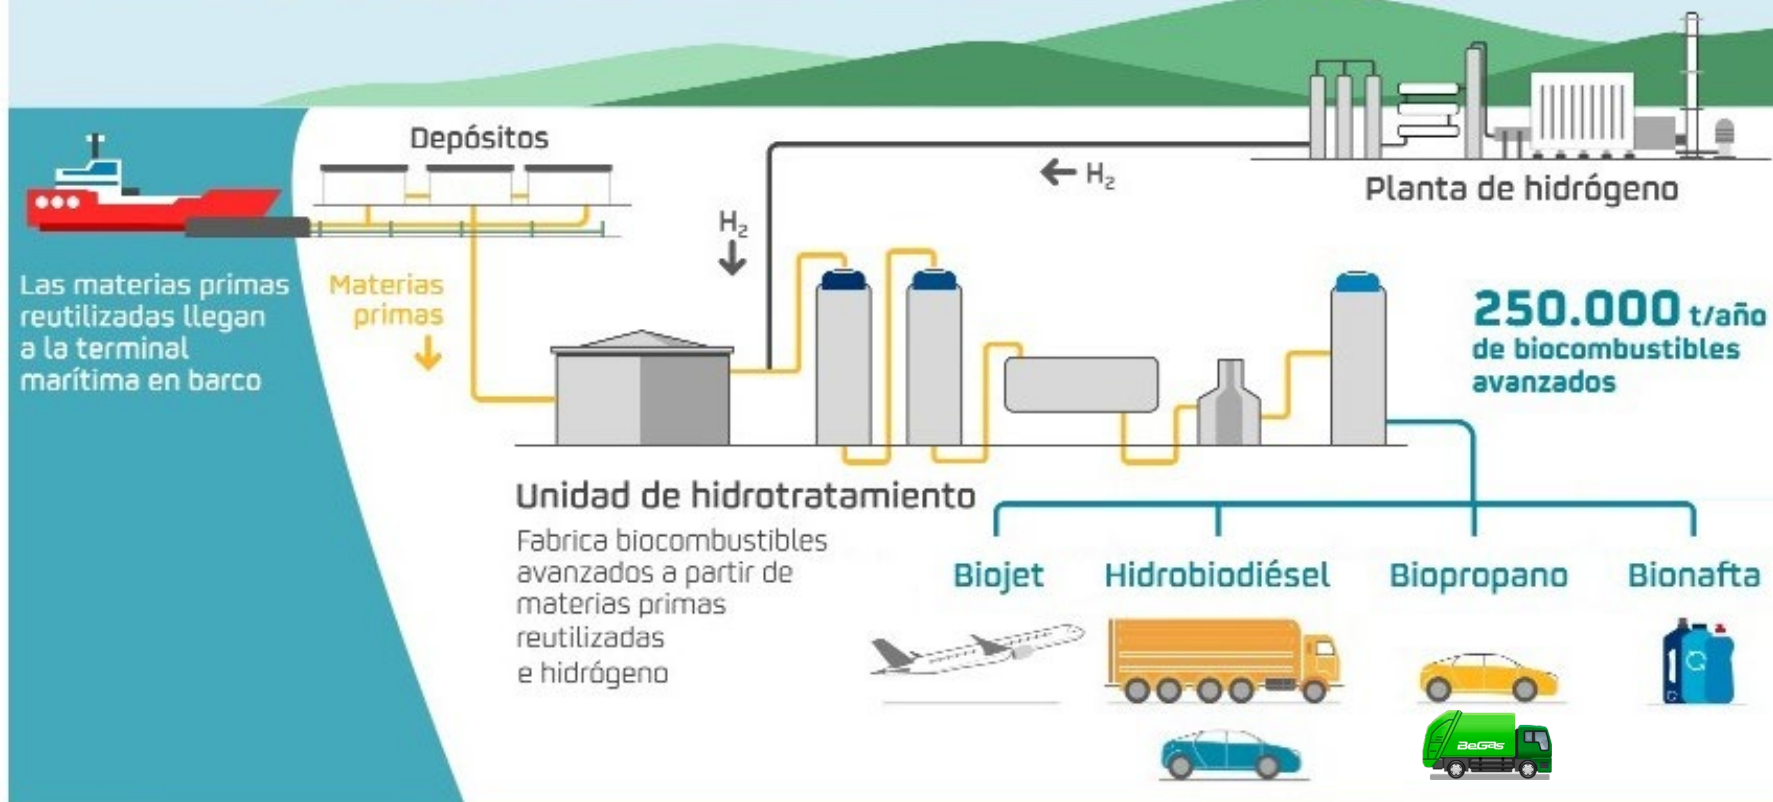 Depósitos
← H₂
Planta de hidrógeno
H₂
↓
Las materias primas
reutilizadas llegan
a la terminal
marítima en barco
Materias
primas
↓
250.000 t/año
de biocombustibles
avanzados
Unidad de hidrotratamiento
Fabrica biocombustibles
avanzados a partir de
materias primas
reutilizadas
e hidrógeno
Biojet
Hidrobiodiésel
Biopropano
Bionafta
BeGas